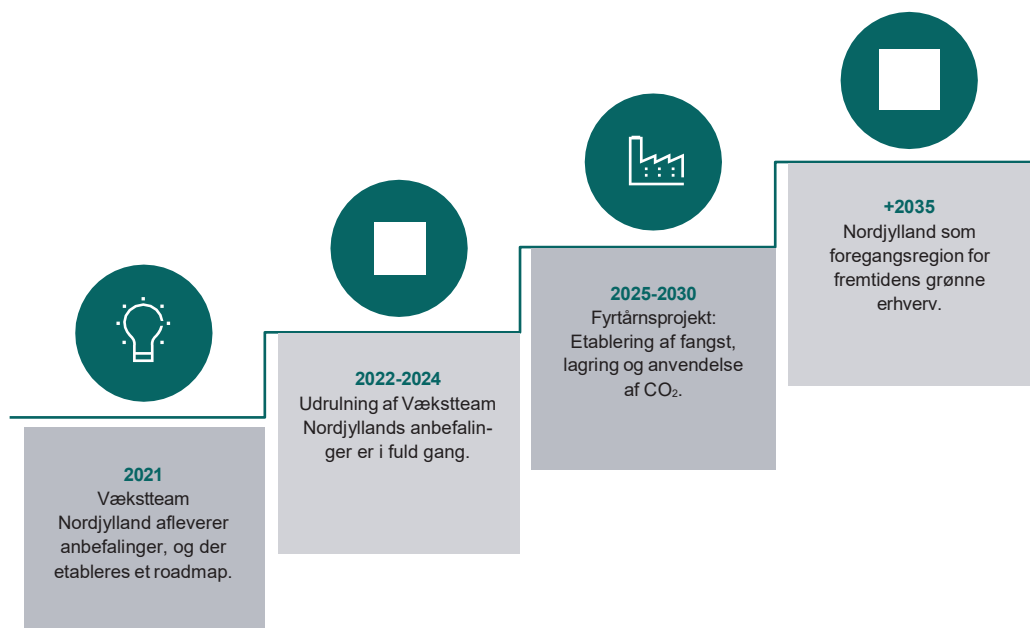 2021
Vækstteam
Nordjylland afleverer
anbefalinger, og der
etableres et roadmap.
2022-2024
Udrulning af Vækstteam
Nordjyllands anbefalin-
ger er i fuld gang.
2025-2030
Fyrtårnsprojekt:
Etablering af fangst,
lagring og anvendelse
af CO₂.
+2035
Nordjylland som
foregangsregion for
fremtidens grønne
erhverv.